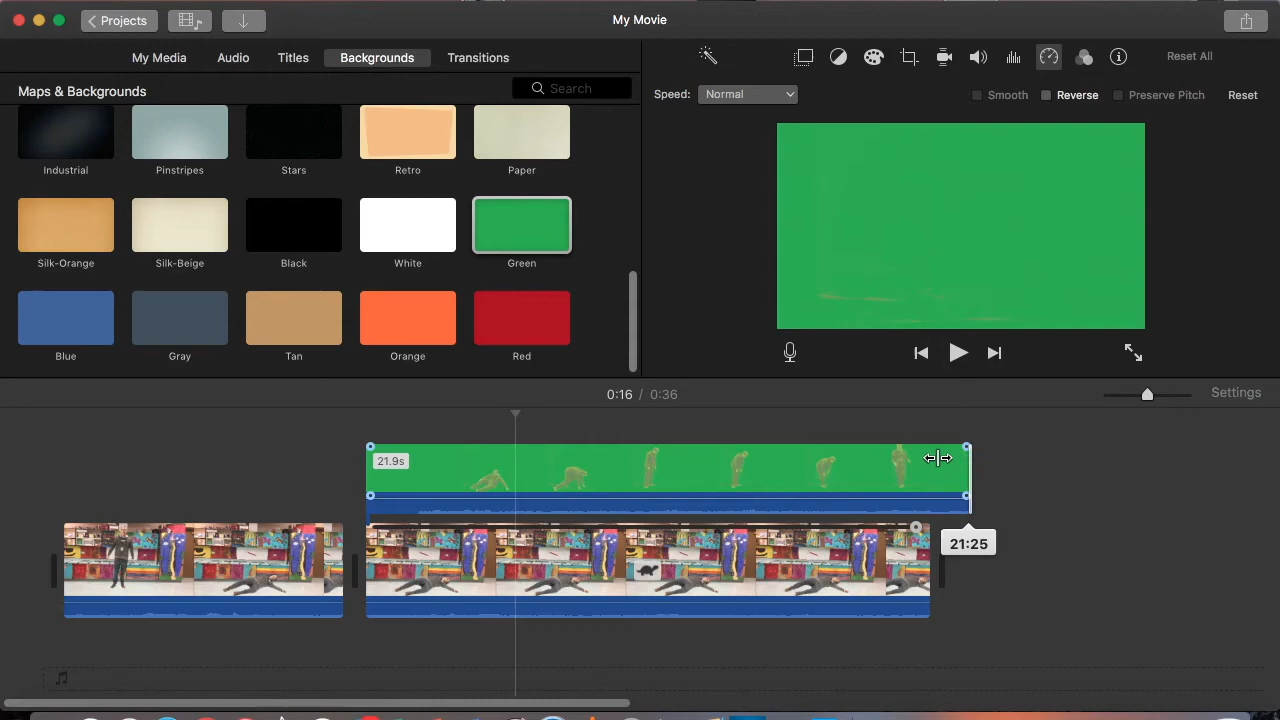 Projects
My Movie
My Media
Audio
Titles
Backgrounds
Transitions
Reset All
Maps & Backgrounds
Search
Speed:
Normal
Smooth
Reverse
Preserve Pitch
Reset
Industrial
Pinstripes
Stars
Retro
Paper
Silk-Orange
Silk-Beige
Black
White
Green
Blue
Gray
Tan
Orange
Red
0:16 / 0:36
Settings
21.9s
21:25